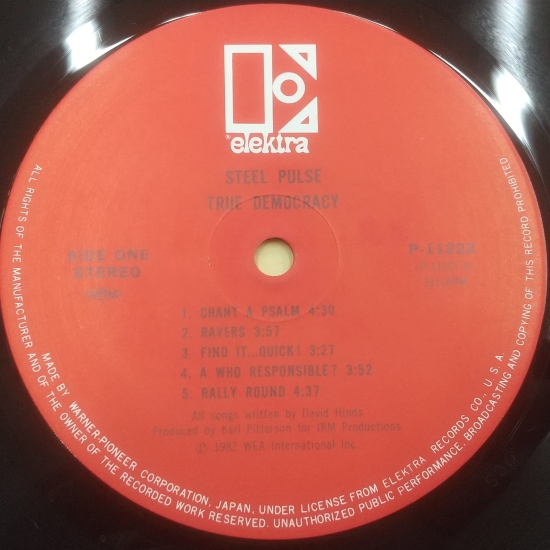 elektra
STEEL PULSE
TRUE DEMOCRACY
SIDE ONE
STEREO
P-11223
1. CHANT A PSALM 4:30
2. RAVERS 3:57
3. FIND IT...QUICK! 3:27
4. A WHO RESPONSIBLE? 3:52
5. RALLY ROUND 4:37
All songs written by David Hinds
Produced by Karl Pitterson for IRM Productions
© 1982 WEA International Inc.
MADE BY WARNER-PIONEER CORPORATION, JAPAN, UNDER LICENSE FROM ELEKTRA RECORDS CO., U.S.A.
ALL RIGHTS OF THE MANUFACTURER AND OF THE OWNER OF THE RECORDED WORK RESERVED. UNAUTHORIZED PUBLIC PERFORMANCE, BROADCASTING AND COPYING OF THIS RECORD PROHIBITED